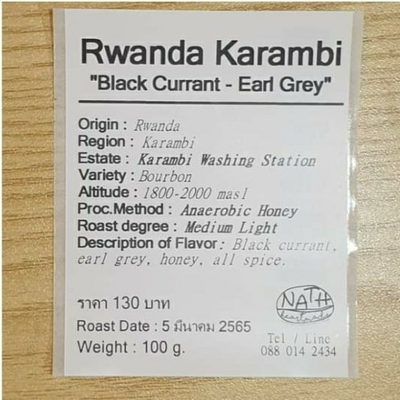 Rwanda Karambi
"Black Currant - Earl Grey"
Origin : Rwanda
Region : Karambi
Estate : Karambi Washing Station
Variety : Bourbon
Altitude : 1800-2000 masl
Proc.Method : Anaerobic Honey
Roast degree : Medium Light
Description of Flavor: Black currant,
earl grey, honey, all spice.
ราคา 130 บาท
Roast Date : 5 มีนาคม 2565
Weight : 100 g.
NATH
Tel / Line
088 014 2434